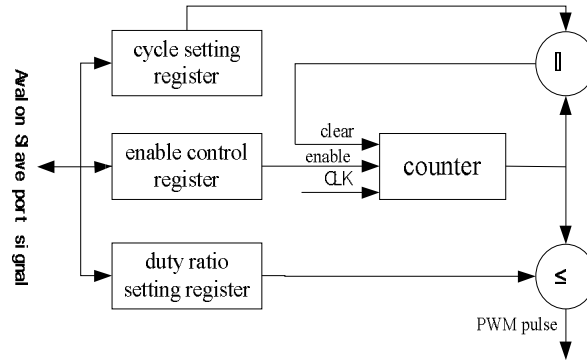 cycle setting
register
Avalon Slave port signal
enable control
register
clear
enable
CLK
counter
duty ratio
setting register
≤
PWM pulse